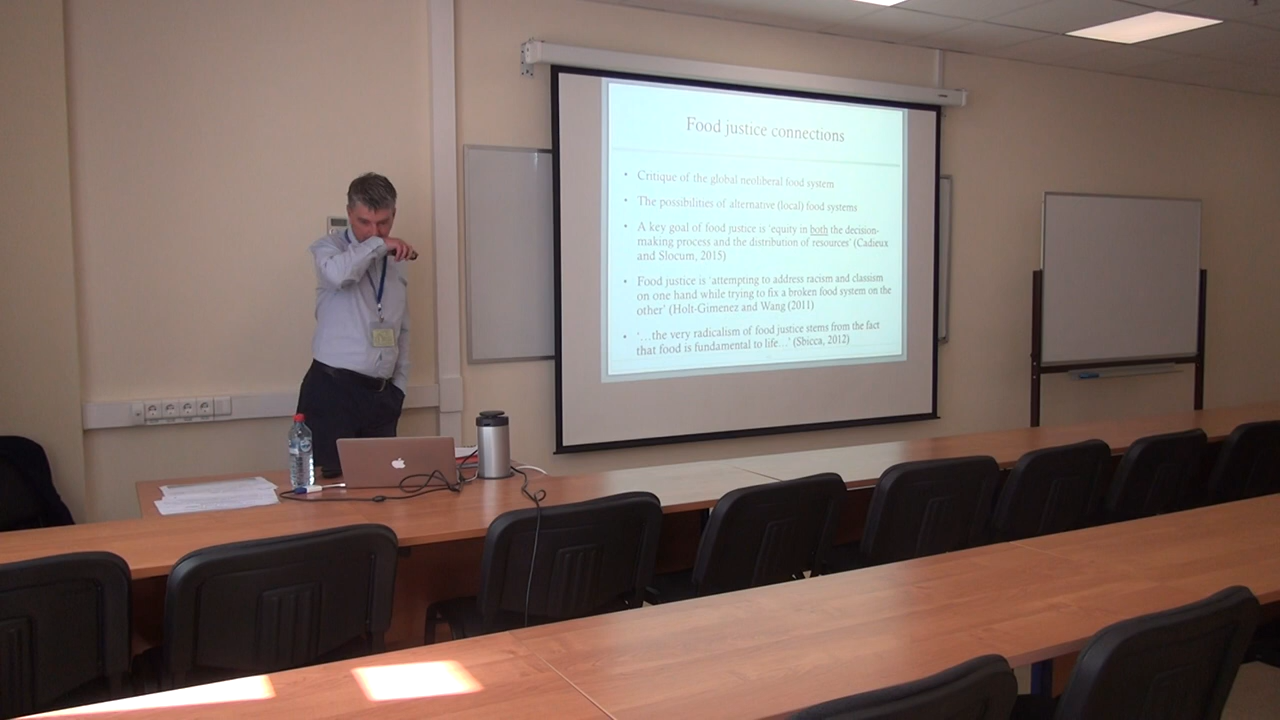 Food justice connections
• Critique of the global neoliberal food system
• The possibilities of alternative (local) food systems
• A key goal of food justice is 'equity in both the decision-
making process and the distribution of resources' (Cadieux
and Slocum, 2015)
• Food justice is 'attempting to address racism and classism
on one hand while trying to fix a broken food system on the
other' (Holt-Gimenez and Wang (2011)
• '…the very radicalism of food justice stems from the fact
that food is fundamental to life…' (Sbicca, 2012)